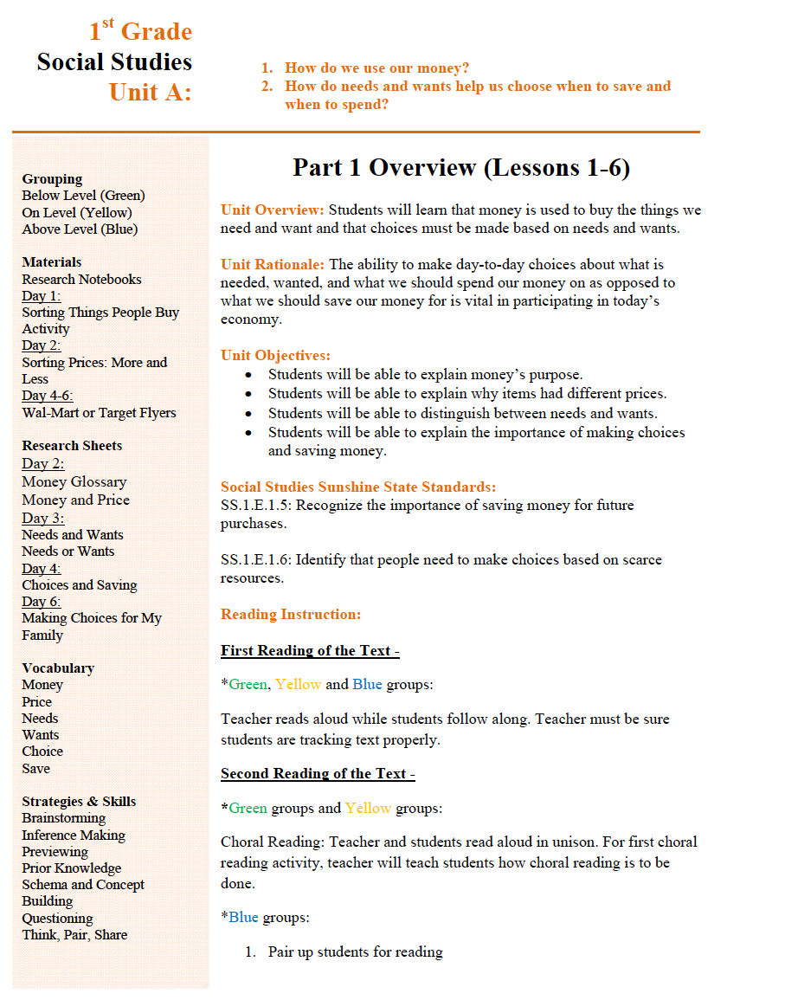 1st Grade
Social Studies
Unit A:
1. How do we use our money?
2. How do needs and wants help us choose when to save and
when to spend?
Grouping
Below Level (Green)
On Level (Yellow)
Above Level (Blue)
Materials
Research Notebooks
Day 1:
Sorting Things People Buy
Activity
Day 2:
Sorting Prices: More and
Less
Day 4-6:
Wal-Mart or Target Flyers
Research Sheets
Day 2:
Money Glossary
Money and Price
Day 3:
Needs and Wants
Needs or Wants
Day 4:
Choices and Saving
Day 6:
Making Choices for My
Family
Vocabulary
Money
Price
Needs
Wants
Choice
Save
Strategies & Skills
Brainstorming
Inference Making
Previewing
Prior Knowledge
Schema and Concept
Building
Questioning
Think, Pair, Share
Part 1 Overview (Lessons 1-6)
Unit Overview: Students will learn that money is used to buy the things we
need and want and that choices must be made based on needs and wants.
Unit Rationale: The ability to make day-to-day choices about what is
needed, wanted, and what we should spend our money on as opposed to
what we should save our money for is vital in participating in today’s
economy.
Unit Objectives:
• Students will be able to explain money’s purpose.
• Students will be able to explain why items had different prices.
• Students will be able to distinguish between needs and wants.
• Students will be able to explain the importance of making choices
and saving money.
Social Studies Sunshine State Standards:
SS.1.E.1.5: Recognize the importance of saving money for future
purchases.
SS.1.E.1.6: Identify that people need to make choices based on scarce
resources.
Reading Instruction:
First Reading of the Text -
*Green, Yellow and Blue groups:
Teacher reads aloud while students follow along. Teacher must be sure
students are tracking text properly.
Second Reading of the Text -
*Green groups and Yellow groups:
Choral Reading: Teacher and students read aloud in unison. For first choral
reading activity, teacher will teach students how choral reading is to be
done.
*Blue groups:
1. Pair up students for reading